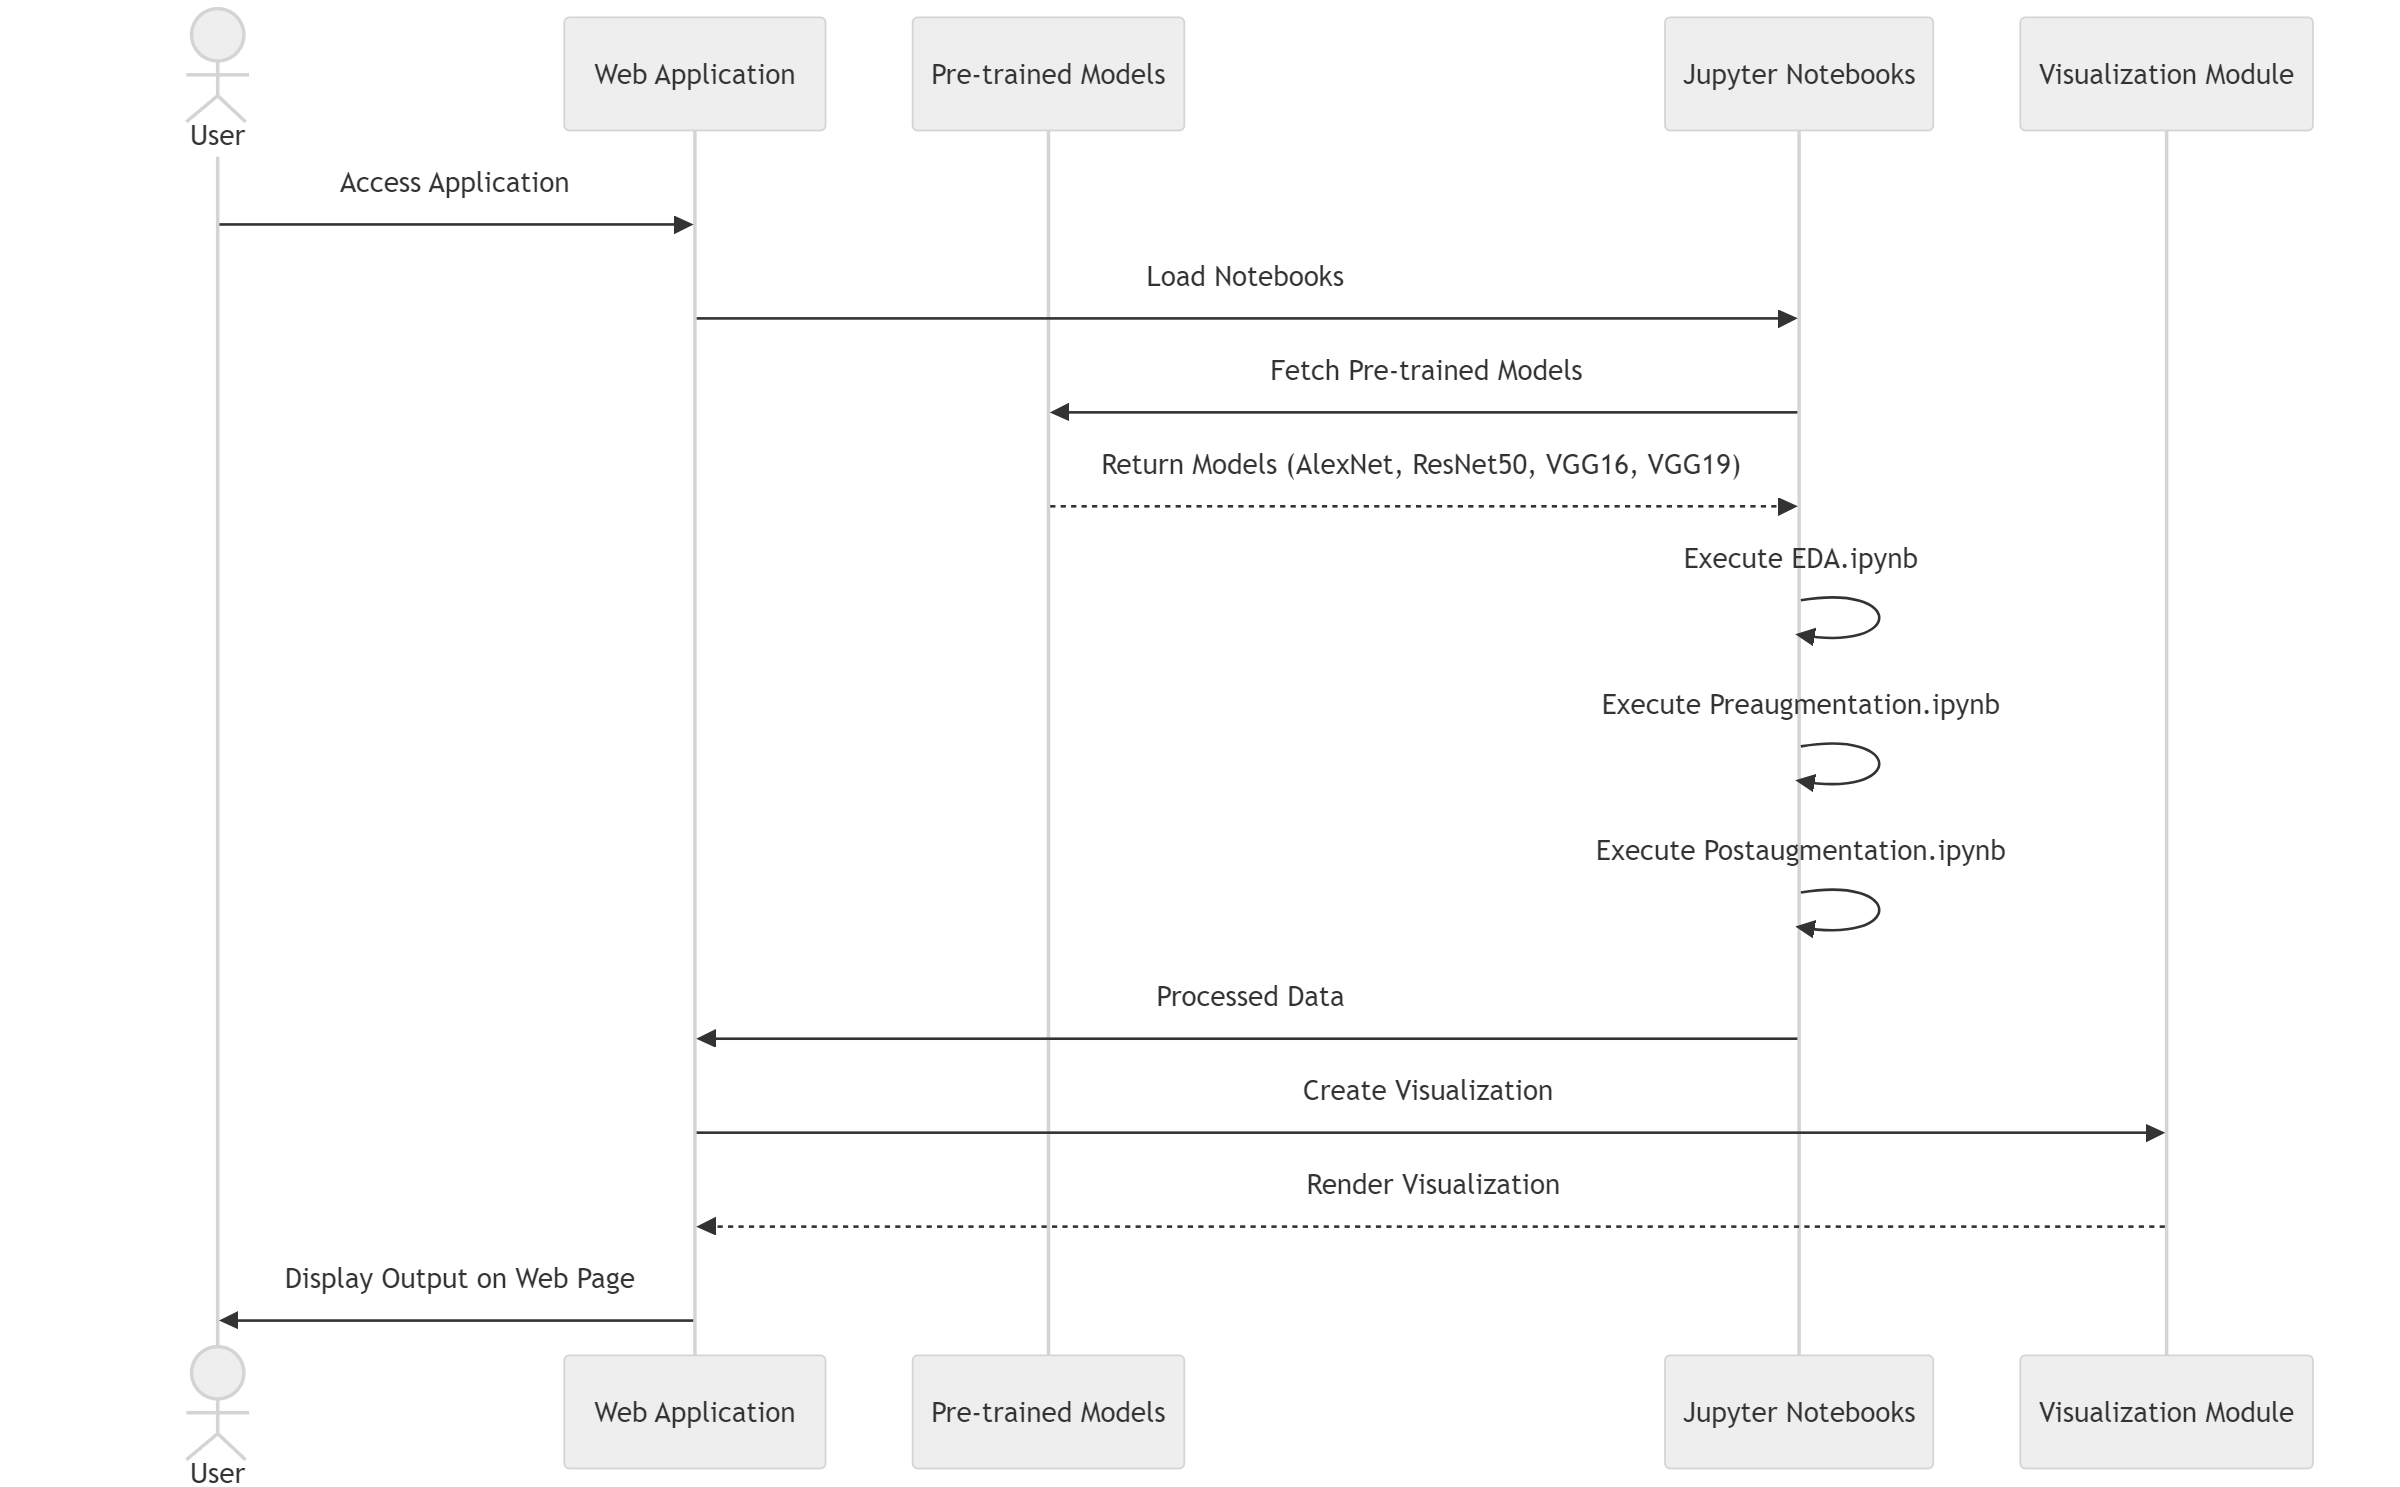 User
Web Application
Pre-trained Models
Jupyter Notebooks
Visualization Module
Access Application
Load Notebooks
Fetch Pre-trained Models
Return Models (AlexNet, ResNet50, VGG16, VGG19)
Execute EDA.ipynb
Execute Preaugmentation.ipynb
Execute Postaugmentation.ipynb
Processed Data
Create Visualization
Render Visualization
Display Output on Web Page
User
Web Application
Pre-trained Models
Jupyter Notebooks
Visualization Module